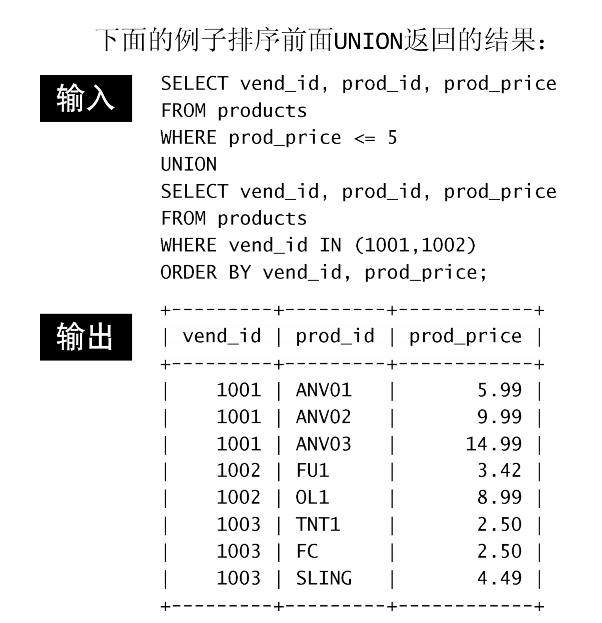 下面的例子排序前面UNION返回的结果：
输入
SELECT vend_id, prod_id, prod_price
FROM products
WHERE prod_price <= 5
UNION
SELECT vend_id, prod_id, prod_price
FROM products
WHERE vend_id IN (1001,1002)
ORDER BY vend_id, prod_price;
输出
+---------+---------+------------+
| vend_id | prod_id | prod_price |
+---------+---------+------------+
|    1001 | ANV01   |       5.99 |
|    1001 | ANV02   |       9.99 |
|    1001 | ANV03   |      14.99 |
|    1002 | FU1     |       3.42 |
|    1002 | OL1     |       8.99 |
|    1003 | TNT1    |       2.50 |
|    1003 | FC      |       2.50 |
|    1003 | SLING   |       4.49 |
+---------+---------+------------+